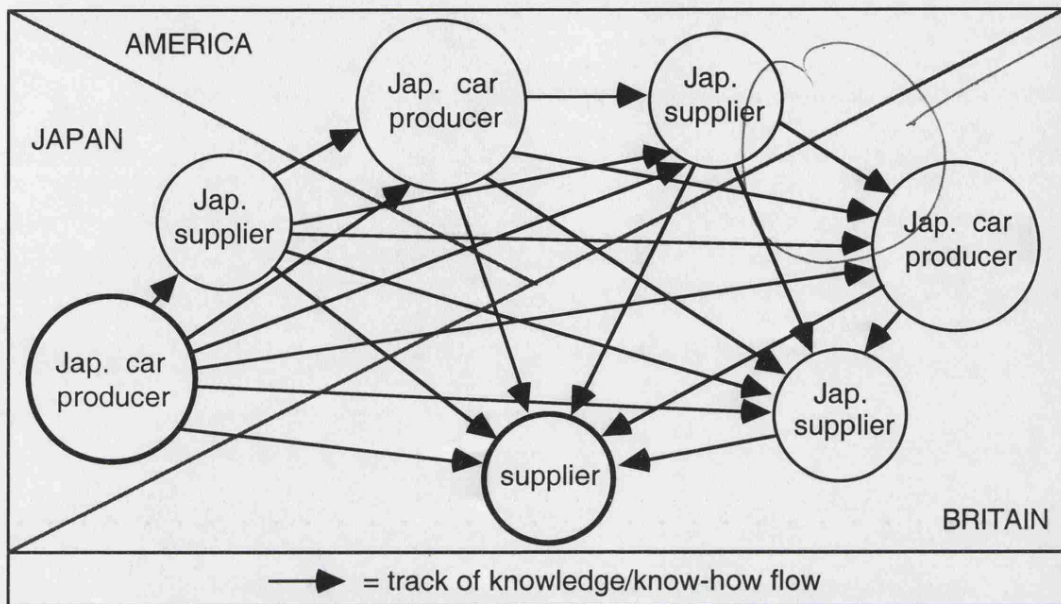 AMERICA
JAPAN
Jap. car
producer
Jap.
supplier
Jap.
supplier
Jap. car
producer
Jap. car
producer
Jap.
supplier
supplier
BRITAIN
= track of knowledge/know-how flow